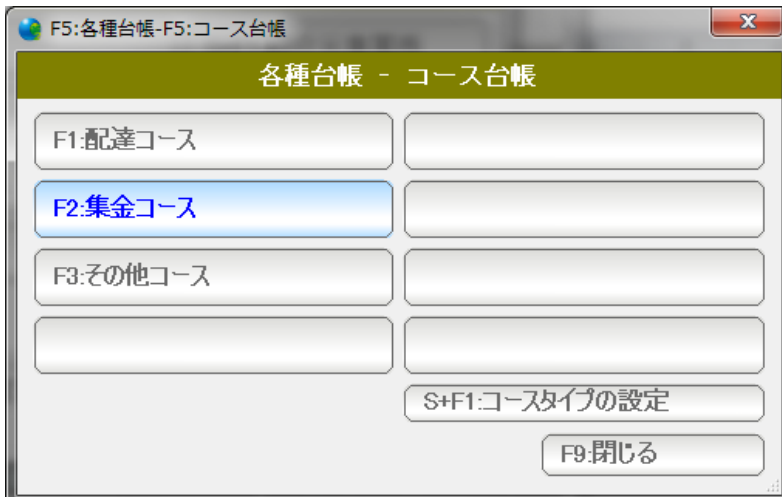 F5:各種台帳-F5:コース台帳
各種台帳 - コース台帳
F1:配達コース
F2:集金コース
F3:その他コース
S+F1:コースタイプの設定
F9:閉じる